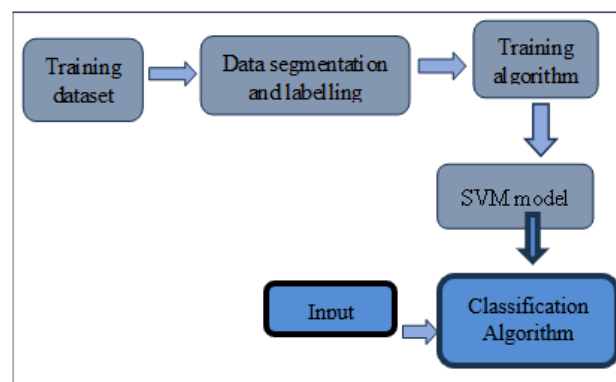 Training
dataset
Data segmentation
and labelling
Training
algorithm
SVM model
Input
Classification
Algorithm